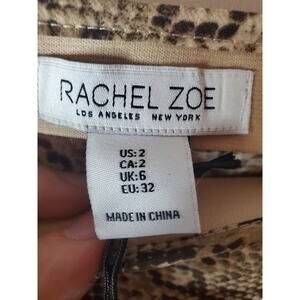 RACHEL ZOE
LOS ANGELES NEW YORK
US: 2
CA: 2
UK: 6
EU: 32
MADE IN CHINA